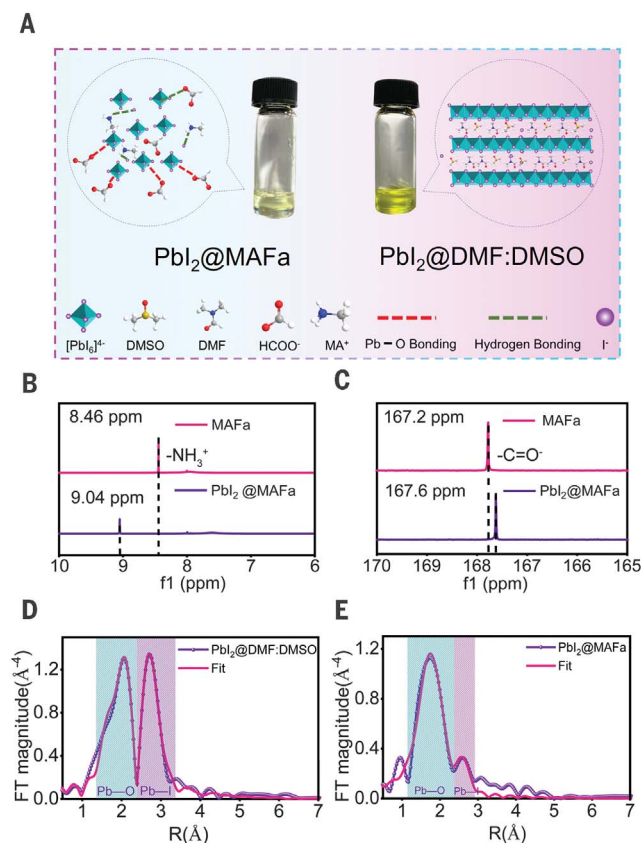 A
PbI₂@MAFa
PbI₂@DMF:DMSO
[PbI₆]⁴⁻
DMSO
DMF
HCOO⁻
MA⁺
Pb━O Bonding
Hydrogen Bonding
I⁻
B
8.46 ppm
MAFa
-NH₃⁺
9.04 ppm
PbI₂ @MAFa
10 9 8 7 6
f1 (ppm)
C
167.2 ppm
MAFa
-C=O⁻
167.6 ppm
PbI₂@MAFa
170 169 168 167 166 165
f1 (ppm)
D
FT magnitude(Å⁻⁴)
1.2
0.8
0.4
0.0
PbI₂@DMF:DMSO
Fit
Pb—O
Pb—I
1 2 3 4 5 6 7
R(Å)
E
FT magnitude(Å⁻⁴)
1.2
0.8
0.4
0.0
PbI₂@MAFa
Fit
Pb—O
Pb—I
1 2 3 4 5 6 7
R(Å)